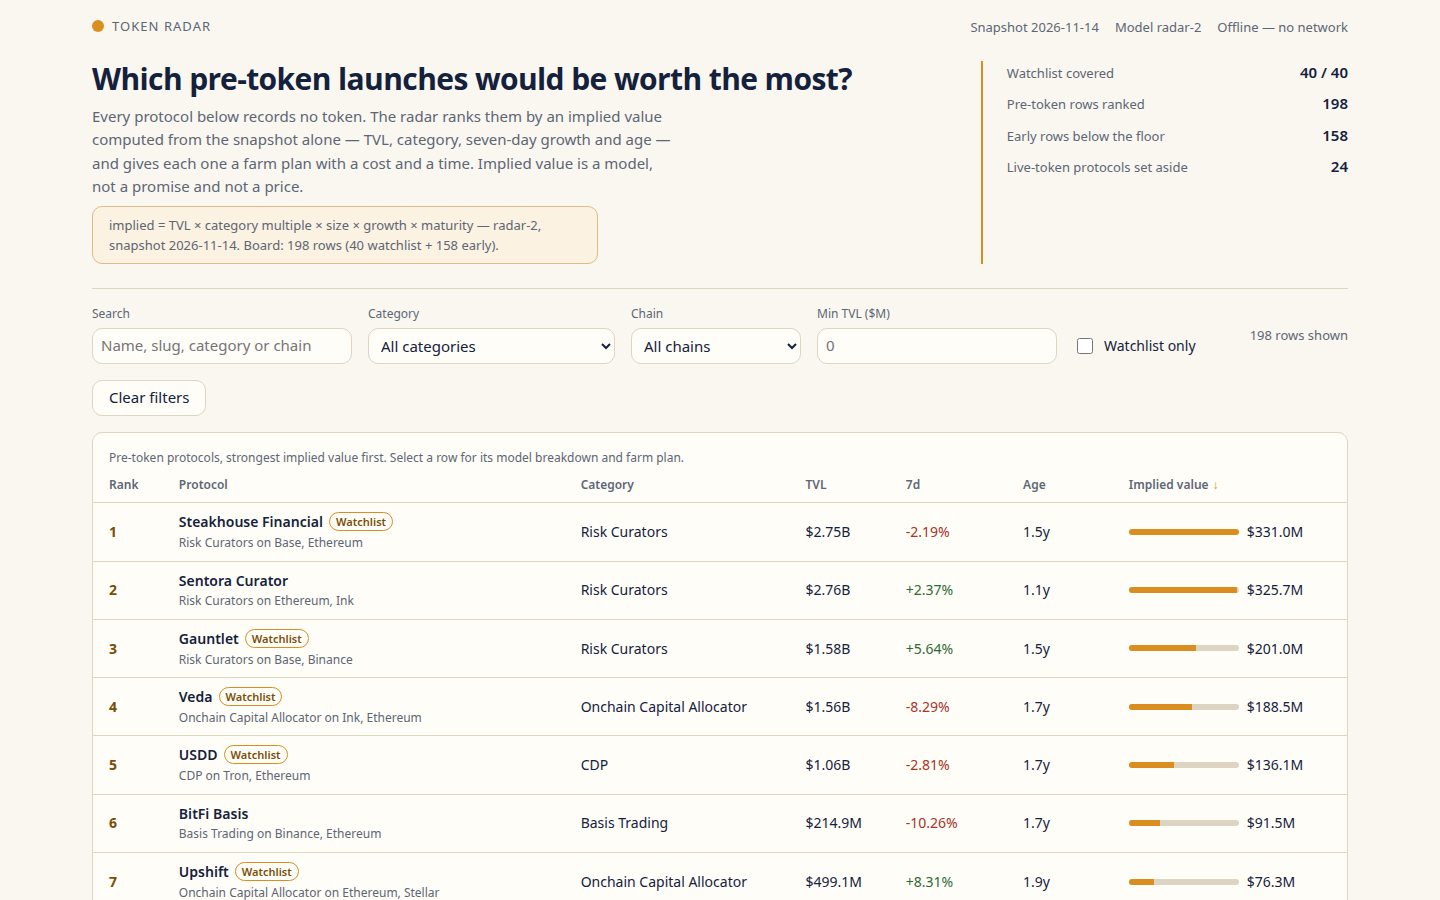 TOKEN RADAR
Snapshot 2026-11-14 Model radar-2 Offline — no network
Which pre-token launches would be worth the most?
Every protocol below records no token. The radar ranks them by an implied value
computed from the snapshot alone — TVL, category, seven-day growth and age —
and gives each one a farm plan with a cost and a time. Implied value is a model,
not a promise and not a price.
implied = TVL × category multiple × size × growth × maturity — radar-2,
snapshot 2026-11-14. Board: 198 rows (40 watchlist + 158 early).
Watchlist covered 40 / 40
Pre-token rows ranked 198
Early rows below the floor 158
Live-token protocols set aside 24
Search Category Chain Min TVL ($M)
Name, slug, category or chain All categories All chains 0 Watchlist only 198 rows shown
Clear filters
Pre-token protocols, strongest implied value first. Select a row for its model breakdown and farm plan.
Rank Protocol Category TVL 7d Age Implied value ↓
1 Steakhouse Financial Watchlist Risk Curators $2.75B -2.19% 1.5y $331.0M
Risk Curators on Base, Ethereum
2 Sentora Curator Risk Curators $2.76B +2.37% 1.1y $325.7M
Risk Curators on Ethereum, Ink
3 Gauntlet Watchlist Risk Curators $1.58B +5.64% 1.5y $201.0M
Risk Curators on Base, Binance
4 Veda Watchlist Onchain Capital Allocator $1.56B -8.29% 1.7y $188.5M
Onchain Capital Allocator on Ink, Ethereum
5 USDD Watchlist CDP $1.06B -2.81% 1.7y $136.1M
CDP on Tron, Ethereum
6 BitFi Basis Basis Trading $214.9M -10.26% 1.7y $91.5M
Basis Trading on Binance, Ethereum
7 Upshift Watchlist Onchain Capital Allocator $499.1M +8.31% 1.9y $76.3M
Onchain Capital Allocator on Ethereum, Stellar